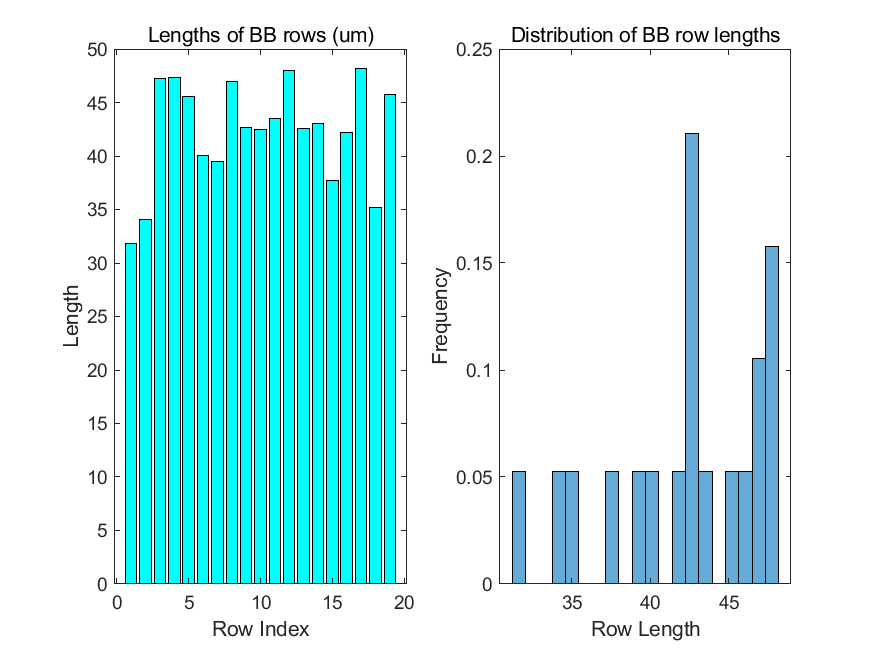 Lengths of BB rows (um)
50
45
40
35
30
25
20
15
10
5
0
Length
0 5 10 15 20
Row Index
Distribution of BB row lengths
0.25
0.2
0.15
0.1
0.05
0
Frequency
35 40 45
Row Length